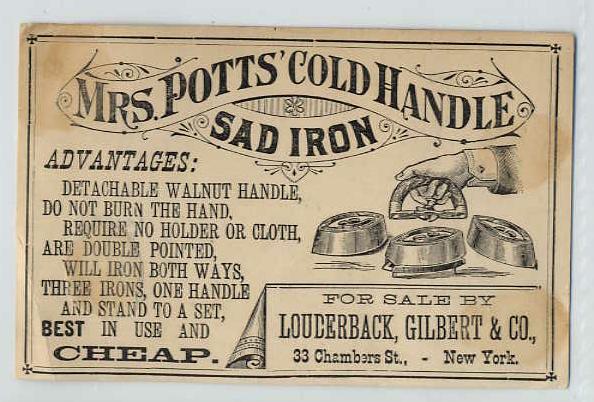 MRS. POTTS' COLD HANDLE
SAD IRON
ADVANTAGES:
DETACHABLE WALNUT HANDLE,
DO NOT BURN THE HAND,
REQUIRE NO HOLDER OR CLOTH,
ARE DOUBLE POINTED,
WILL IRON BOTH WAYS,
THREE IRONS, ONE HANDLE
AND STAND TO A SET,
BEST IN USE AND
CHEAP.
FOR SALE BY
LOUDERBACK, GILBERT & CO.,
33 Chambers St., - New York.